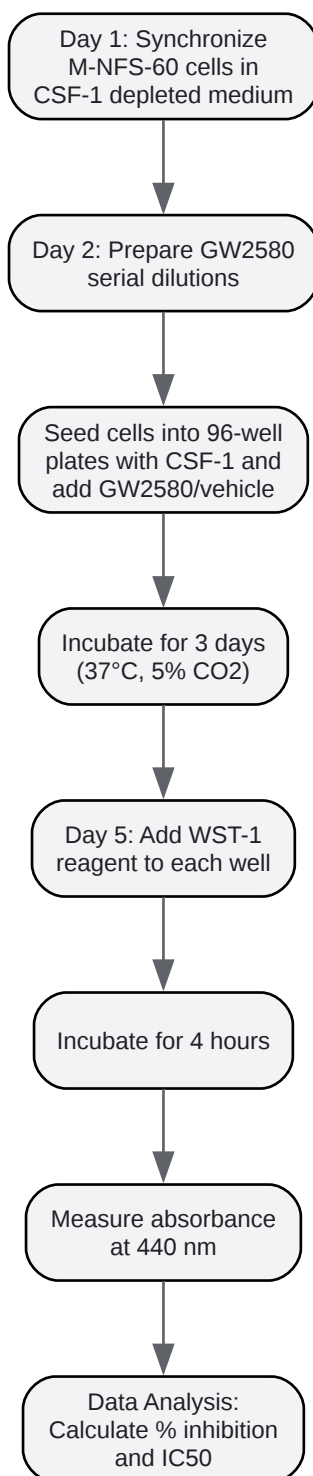 Day 1: Synchronize
M-NFS-60 cells in
CSF-1 depleted medium
Day 2: Prepare GW2580
serial dilutions
Seed cells into 96-well
plates with CSF-1 and
add GW2580/vehicle
Incubate for 3 days
(37°C, 5% CO2)
Day 5: Add WST-1
reagent to each well
Incubate for 4 hours
Measure absorbance
at 440 nm
Data Analysis:
Calculate % inhibition
and IC50